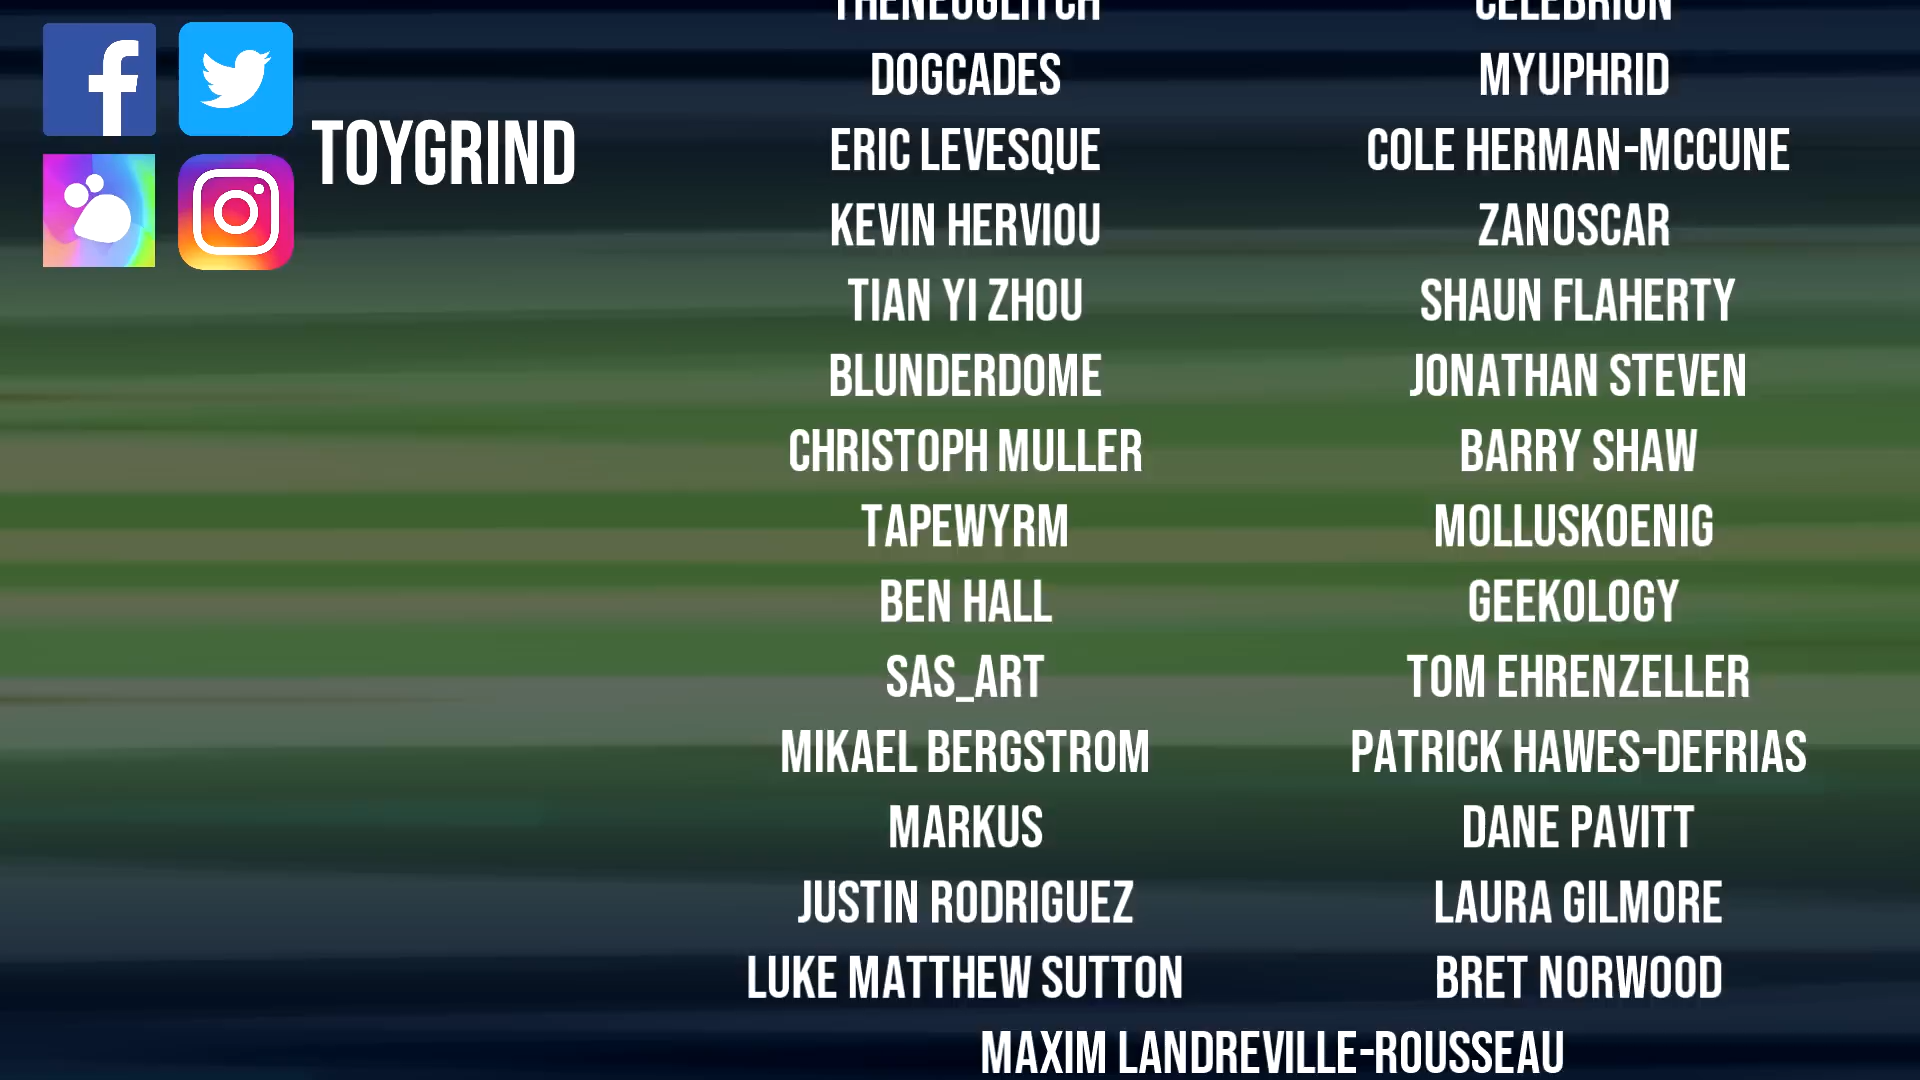 THENEOGLITCH
CELEBRION
DOGCADES
MYUPHRID
ERIC LEVESQUE
COLE HERMAN-MCCUNE
KEVIN HERVIOU
ZANOSCAR
TIAN YI ZHOU
SHAUN FLAHERTY
BLUNDERDOME
JONATHAN STEVEN
CHRISTOPH MULLER
BARRY SHAW
TAPEWYRM
MOLLUSKOENIG
BEN HALL
GEEKOLOGY
SAS_ART
TOM EHRENZELLER
MIKAEL BERGSTROM
PATRICK HAWES-DEFRIAS
MARKUS
DANE PAVITT
JUSTIN RODRIGUEZ
LAURA GILMORE
LUKE MATTHEW SUTTON
BRET NORWOOD
MAXIM LANDREVILLE-ROUSSEAU
TOYGRIND